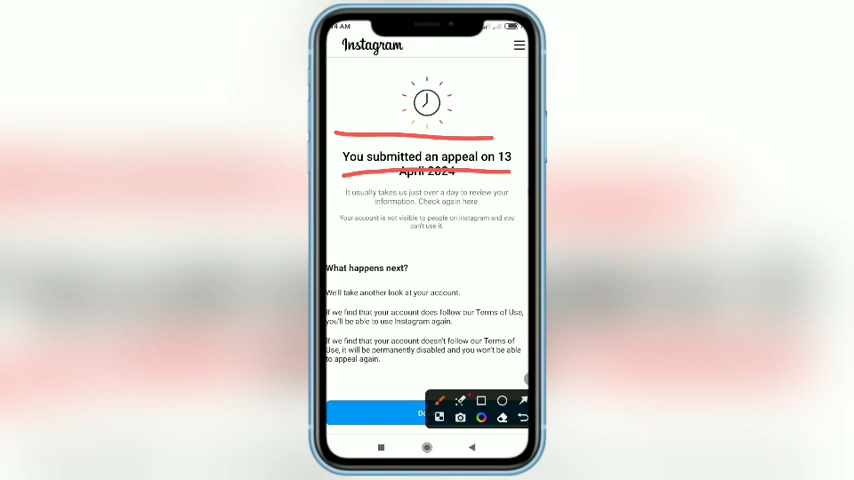 4 AM
Instagram
You submitted an appeal on 13
April 2024
It usually takes us just over a day to review your
information. Check again here.
Your account is not visible to people on Instagram and you
can't use it.
What happens next?
We'll take another look at your account.
If we find that your account does follow our Terms of Use,
you'll be able to use Instagram again.
If we find that your account doesn't follow our Terms of
Use, it will be permanently disabled and you won't be able
to appeal again.